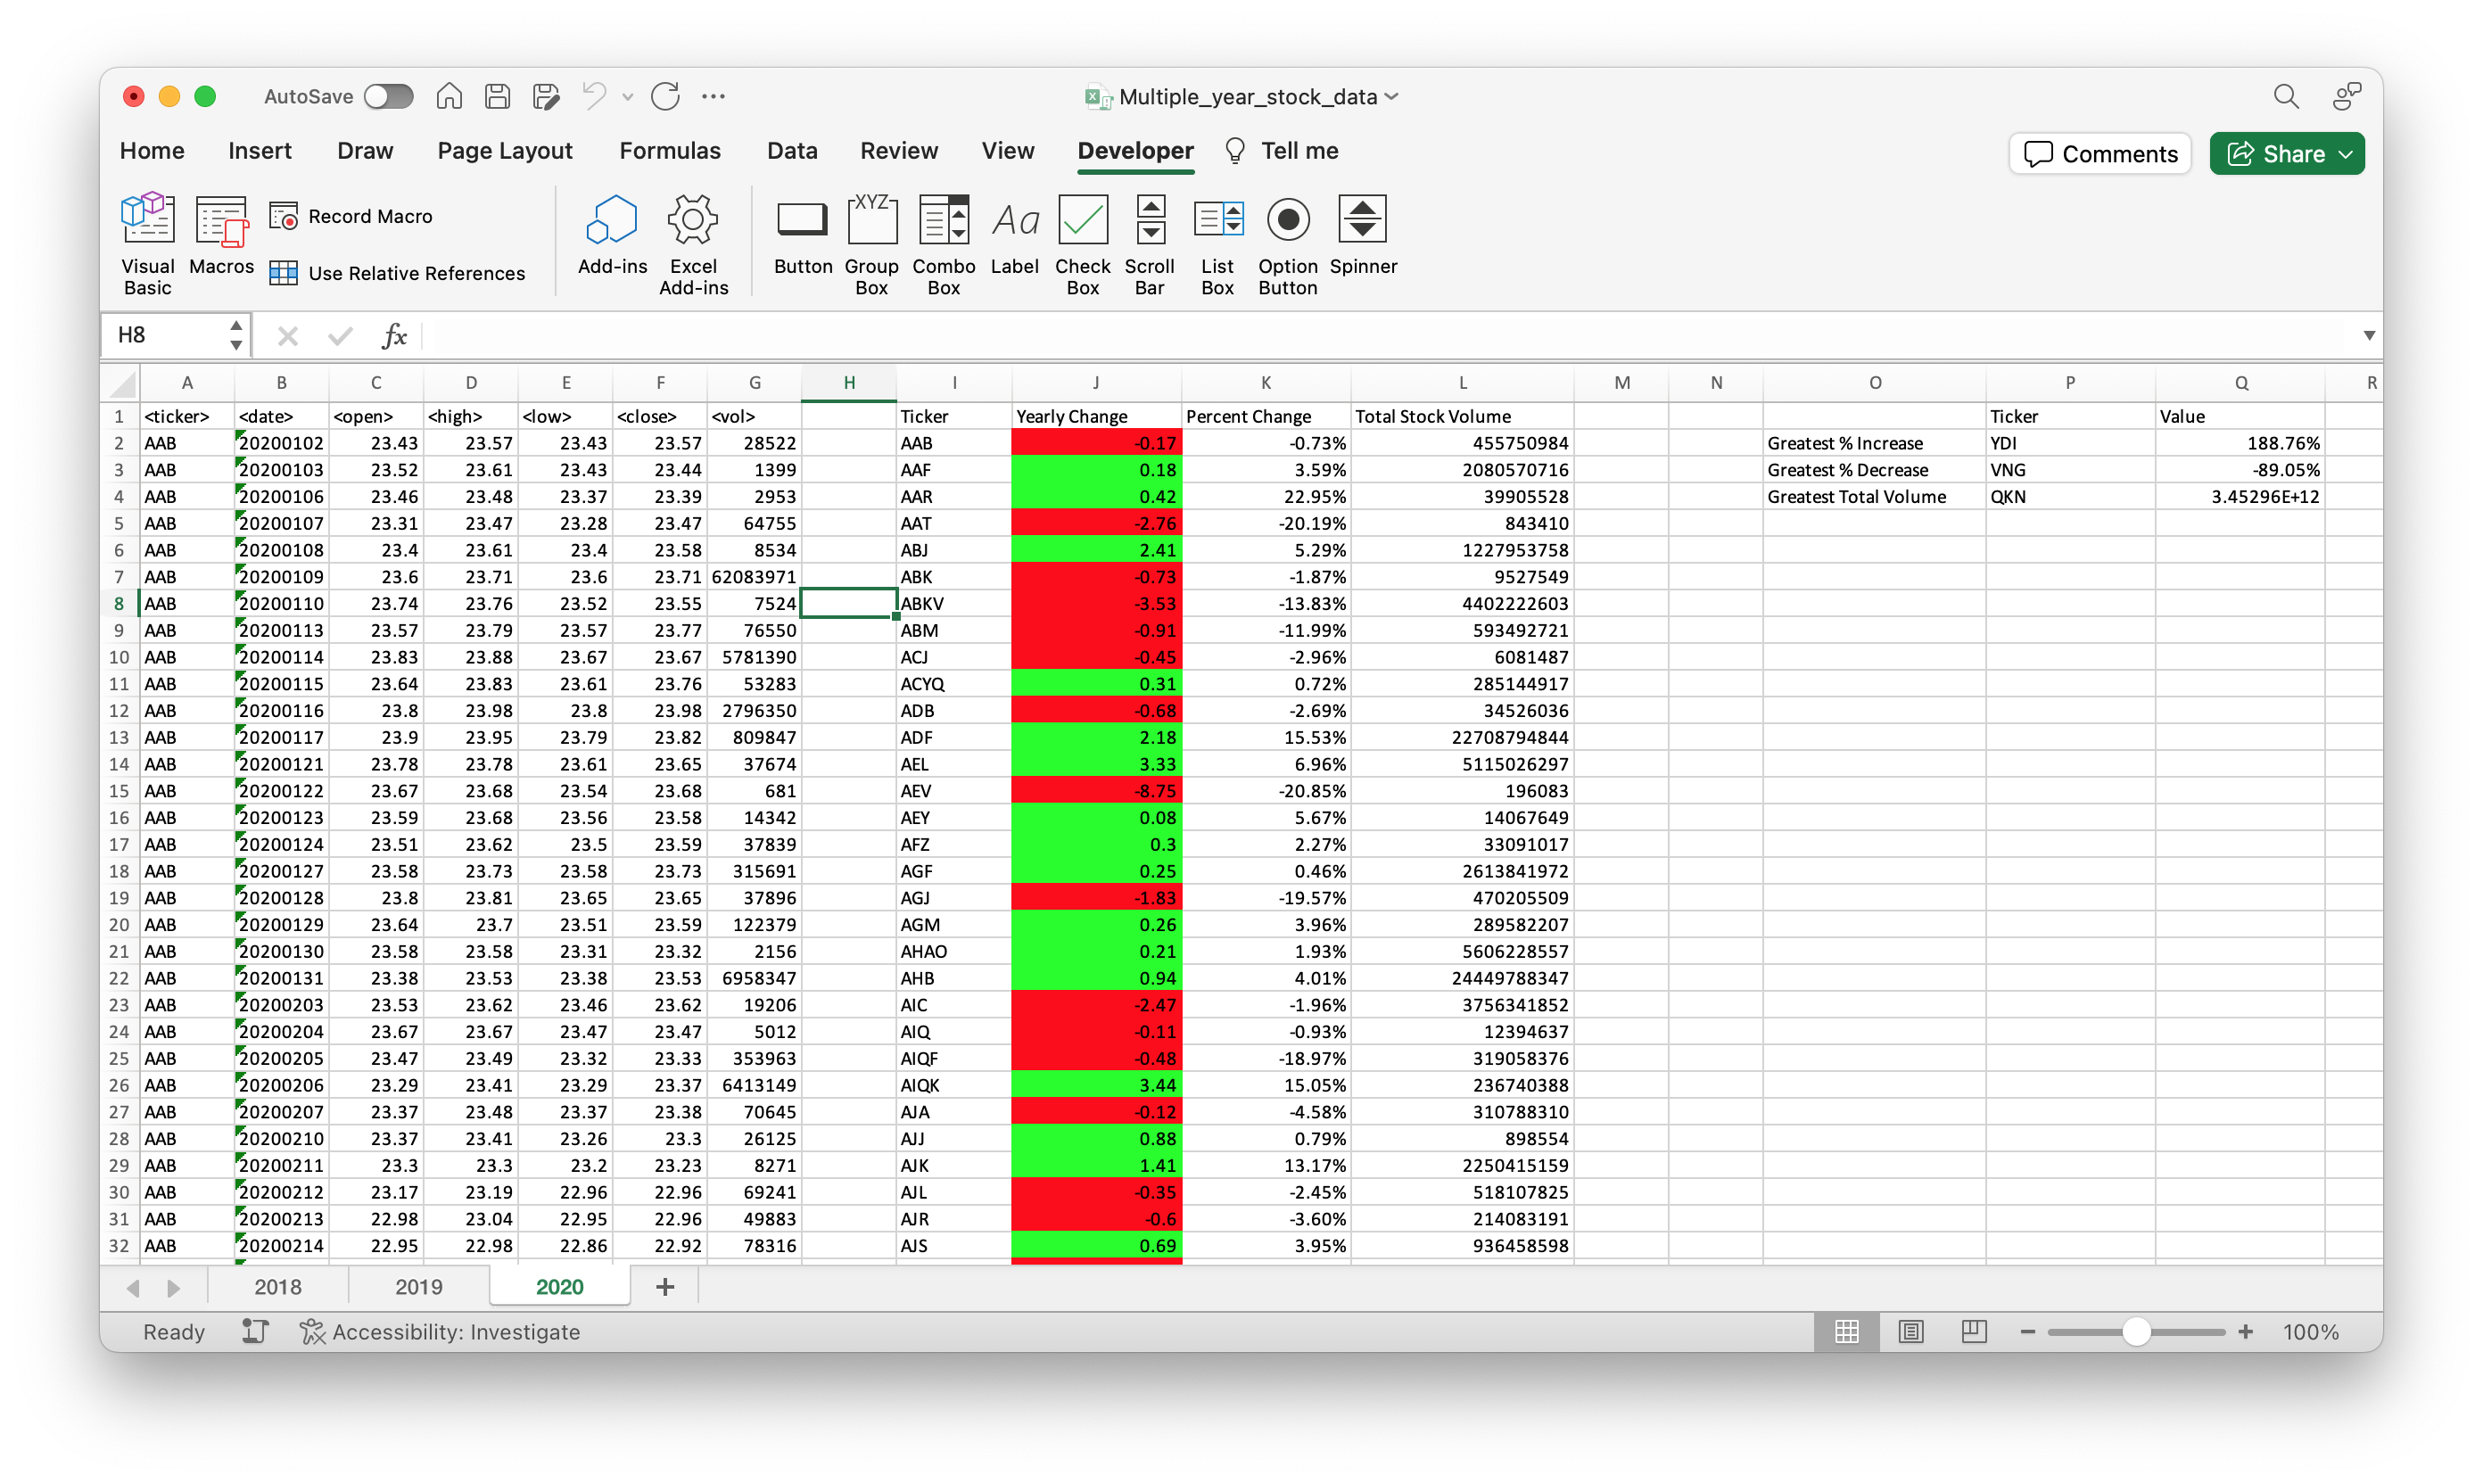 AutoSave
Multiple_year_stock_data
Home Insert Draw Page Layout Formulas Data Review View Developer Tell me Comments Share
Visual Basic
Macros
Record Macro
Use Relative References
Add-ins
Excel Add-ins
Button
XYZ
Group Box
Combo Box
Aa
Label
Check Box
Scroll Bar
List Box
Option Button
Spinner
H8 fx
A B C D E F G H I J K L M N O P Q R
1 <ticker> <date> <open> <high> <low> <close> <vol> Ticker Yearly Change Percent Change Total Stock Volume Ticker Value
2 AAB 20200102 23.43 23.57 23.43 23.57 28522 AAB -0.17 -0.73% 455750984 Greatest % Increase YDI 188.76%
3 AAB 20200103 23.52 23.61 23.43 23.44 1399 AAF 0.18 3.59% 2080570716 Greatest % Decrease VNG -89.05%
4 AAB 20200106 23.46 23.48 23.37 23.39 2953 AAR 0.42 22.95% 39905528 Greatest Total Volume QKN 3.45296E+12
5 AAB 20200107 23.31 23.47 23.28 23.47 64755 AAT -2.76 -20.19% 843410
6 AAB 20200108 23.4 23.61 23.4 23.58 8534 ABJ 2.41 5.29% 1227953758
7 AAB 20200109 23.6 23.71 23.6 23.71 62083971 ABK -0.73 -1.87% 9527549
8 AAB 20200110 23.74 23.76 23.52 23.55 7524 ABKV -3.53 -13.83% 4402222603
9 AAB 20200113 23.57 23.79 23.57 23.77 76550 ABM -0.91 -11.99% 593492721
10 AAB 20200114 23.83 23.88 23.67 23.67 5781390 ACJ -0.45 -2.96% 6081487
11 AAB 20200115 23.64 23.83 23.61 23.76 53283 ACYQ 0.31 0.72% 285144917
12 AAB 20200116 23.8 23.98 23.8 23.98 2796350 ADB -0.68 -2.69% 34526036
13 AAB 20200117 23.9 23.95 23.79 23.82 809847 ADF 2.18 15.53% 22708794844
14 AAB 20200121 23.78 23.78 23.61 23.65 37674 AEL 3.33 6.96% 5115026297
15 AAB 20200122 23.67 23.68 23.54 23.68 681 AEV -8.75 -20.85% 196083
16 AAB 20200123 23.59 23.68 23.56 23.58 14342 AEY 0.08 5.67% 14067649
17 AAB 20200124 23.51 23.62 23.5 23.59 37839 AFZ 0.3 2.27% 33091017
18 AAB 20200127 23.58 23.73 23.58 23.73 315691 AGF 0.25 0.46% 2613841972
19 AAB 20200128 23.8 23.81 23.65 23.65 37896 AGJ -1.83 -19.57% 470205509
20 AAB 20200129 23.64 23.7 23.51 23.59 122379 AGM 0.26 3.96% 289582207
21 AAB 20200130 23.58 23.58 23.31 23.32 2156 AHAO 0.21 1.93% 5606228557
22 AAB 20200131 23.38 23.53 23.38 23.53 6958347 AHB 0.94 4.01% 24449788347
23 AAB 20200203 23.53 23.62 23.46 23.62 19206 AIC -2.47 -1.96% 3756341852
24 AAB 20200204 23.67 23.67 23.47 23.47 5012 AIQ -0.11 -0.93% 12394637
25 AAB 20200205 23.47 23.49 23.32 23.33 353963 AIQF -0.48 -18.97% 319058376
26 AAB 20200206 23.29 23.41 23.29 23.37 6413149 AIQK 3.44 15.05% 236740388
27 AAB 20200207 23.37 23.48 23.37 23.38 70645 AJA -0.12 -4.58% 310788310
28 AAB 20200210 23.37 23.41 23.26 23.3 26125 AJJ 0.88 0.79% 898554
29 AAB 20200211 23.3 23.3 23.2 23.23 8271 AJK 1.41 13.17% 2250415159
30 AAB 20200212 23.17 23.19 22.96 22.96 69241 AJL -0.35 -2.45% 518107825
31 AAB 20200213 22.98 23.04 22.95 22.96 49883 AJR -0.6 -3.60% 214083191
32 AAB 20200214 22.95 22.98 22.86 22.92 78316 AJS 0.69 3.95% 936458598
2018 2019 2020
Ready Accessibility: Investigate 100%